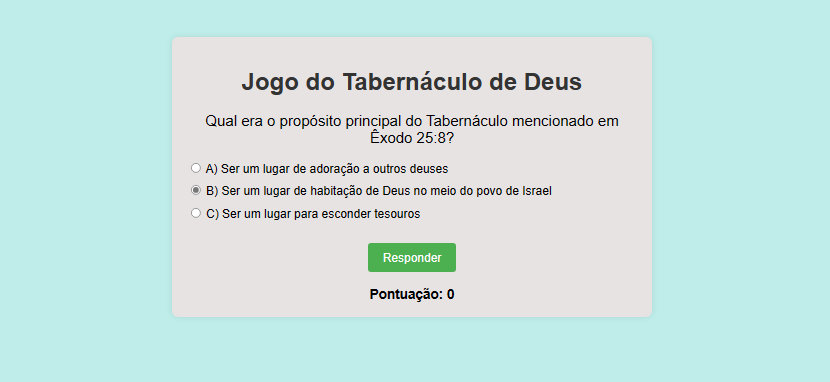 Jogo do Tabernáculo de Deus
Qual era o propósito principal do Tabernáculo mencionado em
Êxodo 25:8?
A) Ser um lugar de adoração a outros deuses
B) Ser um lugar de habitação de Deus no meio do povo de Israel
C) Ser um lugar para esconder tesouros
Responder
Pontuação: 0